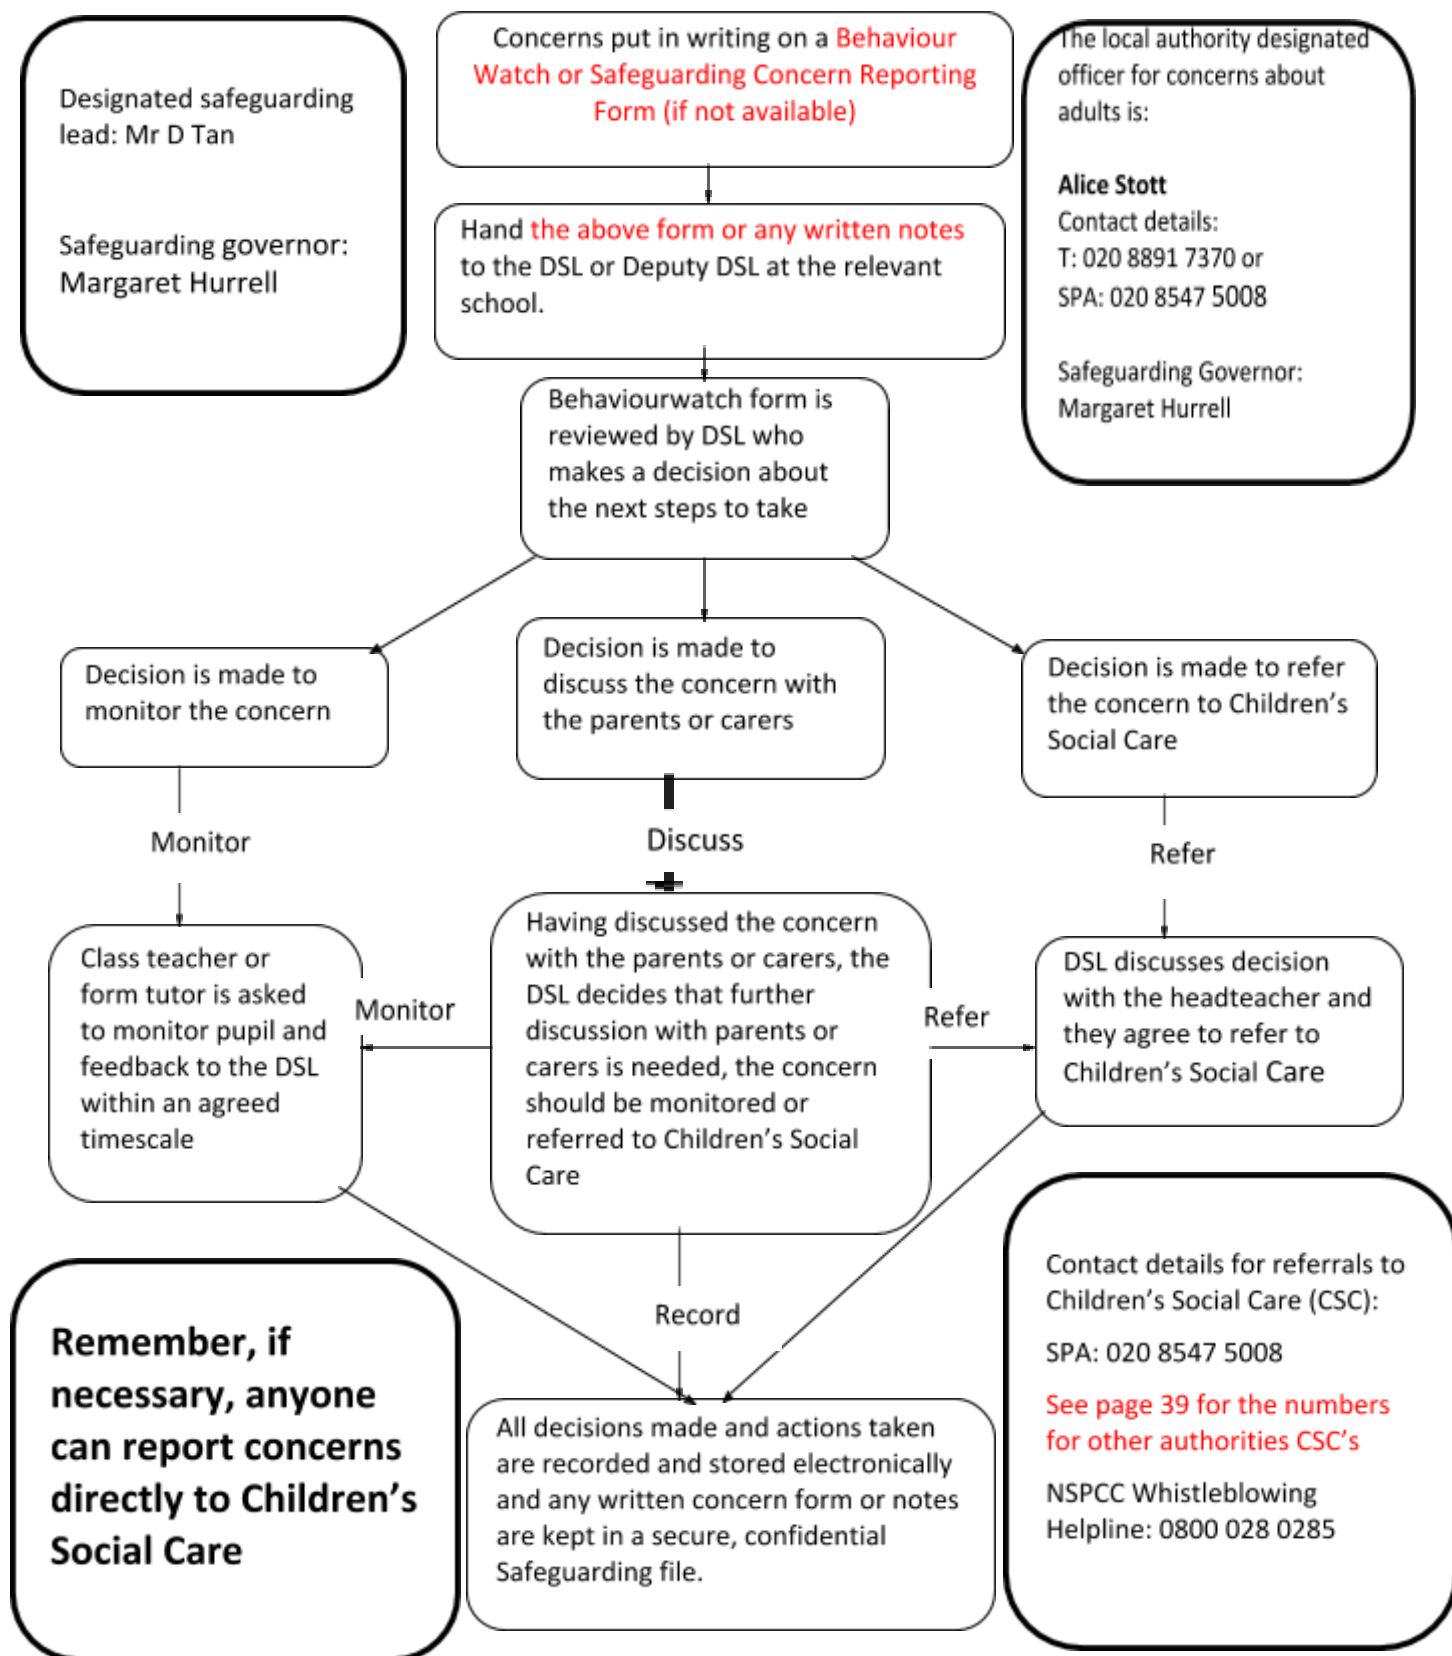 Designated safeguarding
lead: Mr D Tan
Safeguarding governor:
Margaret Hurrell
Concerns put in writing on a Behaviour
Watch or Safeguarding Concern Reporting
Form (if not available)
The local authority designated
officer for concerns about
adults is:
Alice Stott
Contact details:
T: 020 8891 7370 or
SPA: 020 8547 5008
Safeguarding Governor:
Margaret Hurrell
Hand the above form or any written notes
to the DSL or Deputy DSL at the relevant
school.
Behaviourwatch form is
reviewed by DSL who
makes a decision about
the next steps to take
Decision is made to
monitor the concern
Decision is made to
discuss the concern with
the parents or carers
Decision is made to refer
the concern to Children’s
Social Care
Monitor
Discuss
Refer
Class teacher or
form tutor is asked
to monitor pupil and
feedback to the DSL
within an agreed
timescale
Monitor
Having discussed the concern
with the parents or carers, the
DSL decides that further
discussion with parents or
carers is needed, the concern
should be monitored or
referred to Children’s Social
Care
Refer
DSL discusses decision
with the headteacher and
they agree to refer to
Children’s Social Care
Remember, if
necessary, anyone
can report concerns
directly to Children’s
Social Care
Record
All decisions made and actions taken
are recorded and stored electronically
and any written concern form or notes
are kept in a secure, confidential
Safeguarding file.
Contact details for referrals to
Children’s Social Care (CSC):
SPA: 020 8547 5008
See page 39 for the numbers
for other authorities CSC’s
NSPCC Whistleblowing
Helpline: 0800 028 0285